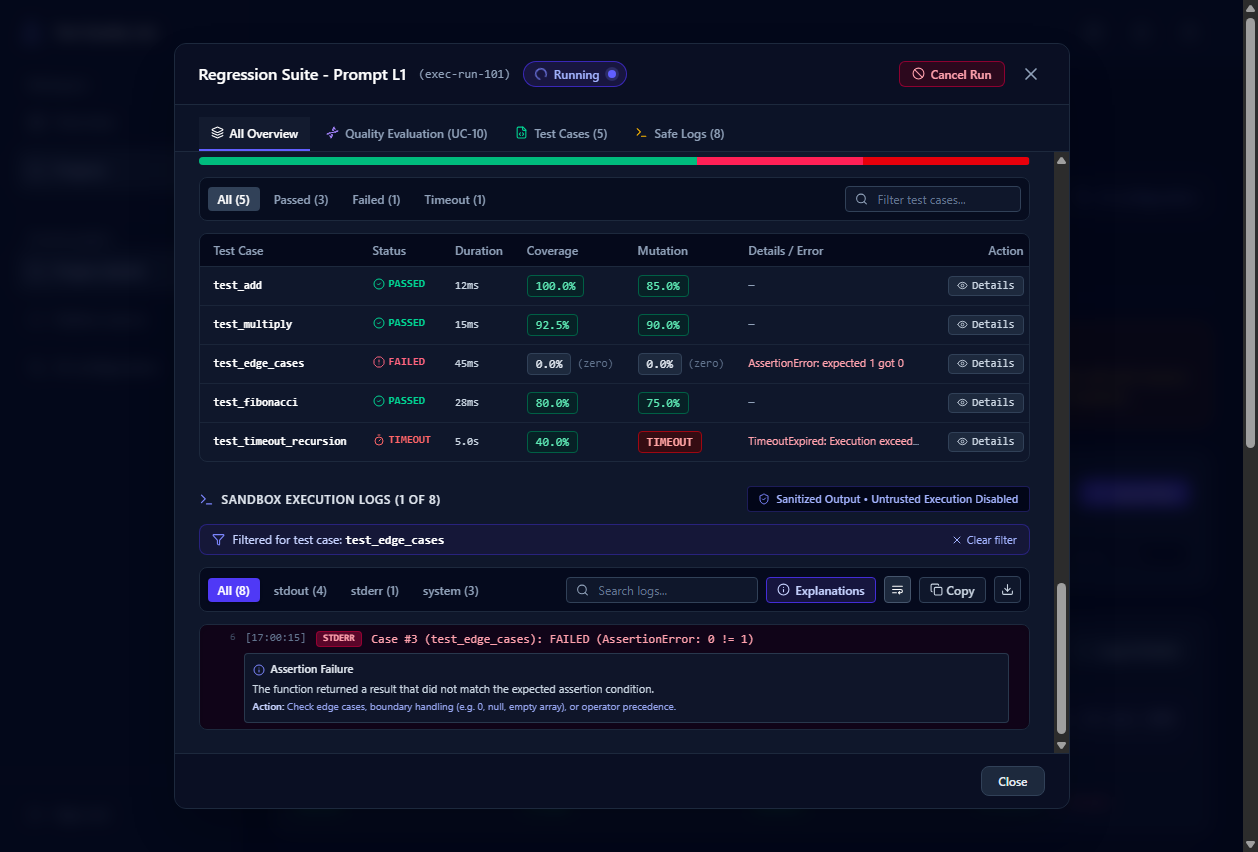 Regression Suite - Prompt L1 (exec-run-101) Running Cancel Run
All Overview Quality Evaluation (UC-10) Test Cases (5) Safe Logs (8)
All (5) Passed (3) Failed (1) Timeout (1) Filter test cases...
Test Case Status Duration Coverage Mutation Details / Error Action
test_add PASSED 12ms 100.0% 85.0% — Details
test_multiply PASSED 15ms 92.5% 90.0% — Details
test_edge_cases FAILED 45ms 0.0% (zero) 0.0% (zero) AssertionError: expected 1 got 0 Details
test_fibonacci PASSED 28ms 80.0% 75.0% — Details
test_timeout_recursion TIMEOUT 5.0s 40.0% TIMEOUT TimeoutExpired: Execution exceed... Details
SANDBOX EXECUTION LOGS (1 OF 8) Sanitized Output • Untrusted Execution Disabled
Filtered for test case: test_edge_cases Clear filter
All (8) stdout (4) stderr (1) system (3) Search logs... Explanations Copy
6 [17:00:15] STDERR Case #3 (test_edge_cases): FAILED (AssertionError: 0 != 1)
Assertion Failure
The function returned a result that did not match the expected assertion condition.
Action: Check edge cases, boundary handling (e.g. 0, null, empty array), or operator precedence.
Close